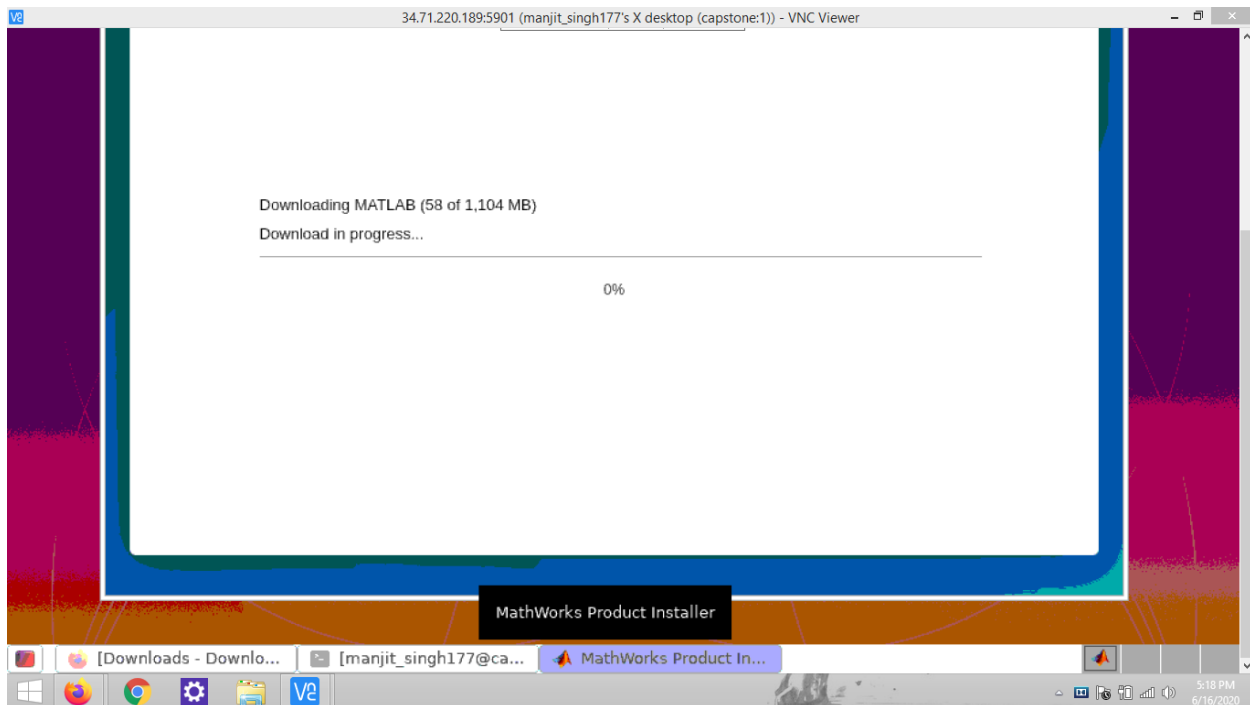 34.71.220.189:5901 (manjit_singh177's X desktop (capstone:1)) - VNC Viewer
Downloading MATLAB (58 of 1,104 MB)
Download in progress...
0%
MathWorks Product Installer
[Downloads - Downlo...
[manjit_singh177@ca...
MathWorks Product In...
5:18 PM
6/16/2020